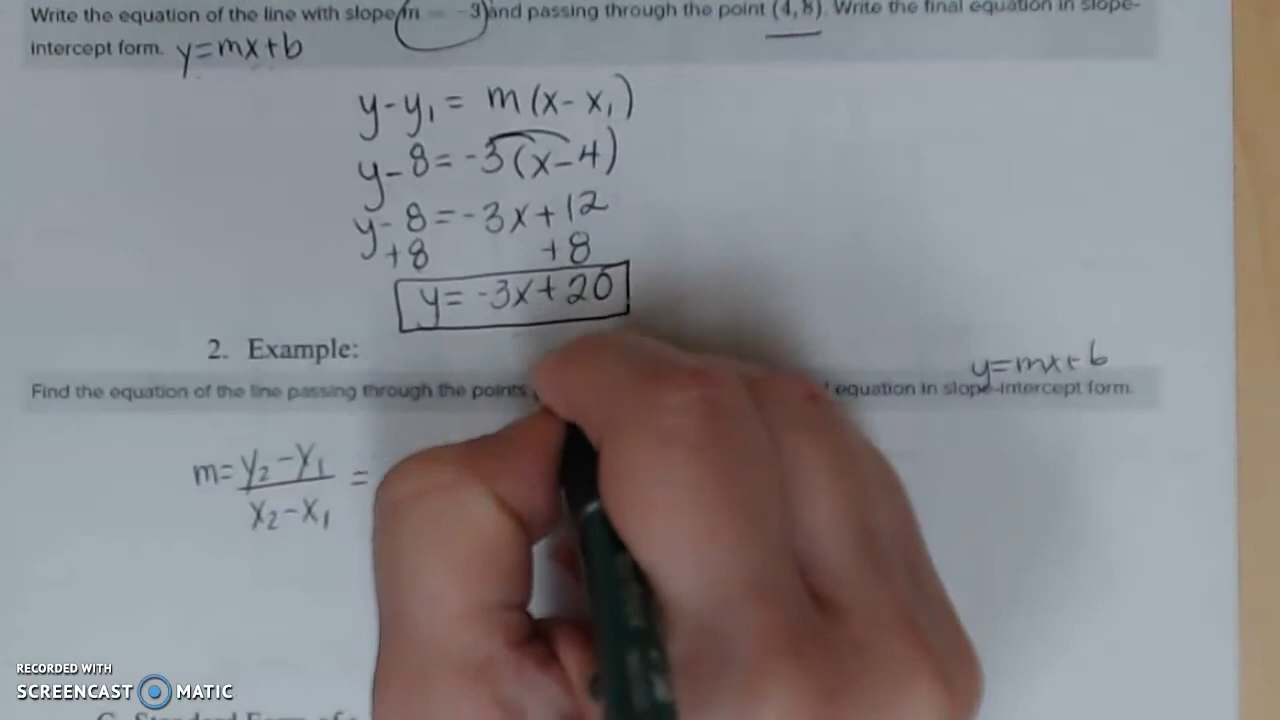 Write the equation of the line with slope (m = -3) and passing through the point (4, 8). Write the final equation in slope-
intercept form. y=mx+b
y-y₁ = m(x-x₁)
y-8=-3(x-4)
y-8=-3x+12
+8 +8
y=-3x+20
2. Example:
y=mx+b
Find the equation of the line passing through the points equation in slope-intercept form.
m= y₂-y₁ =
x₂-x₁
RECORDED WITH
SCREENCAST MATIC